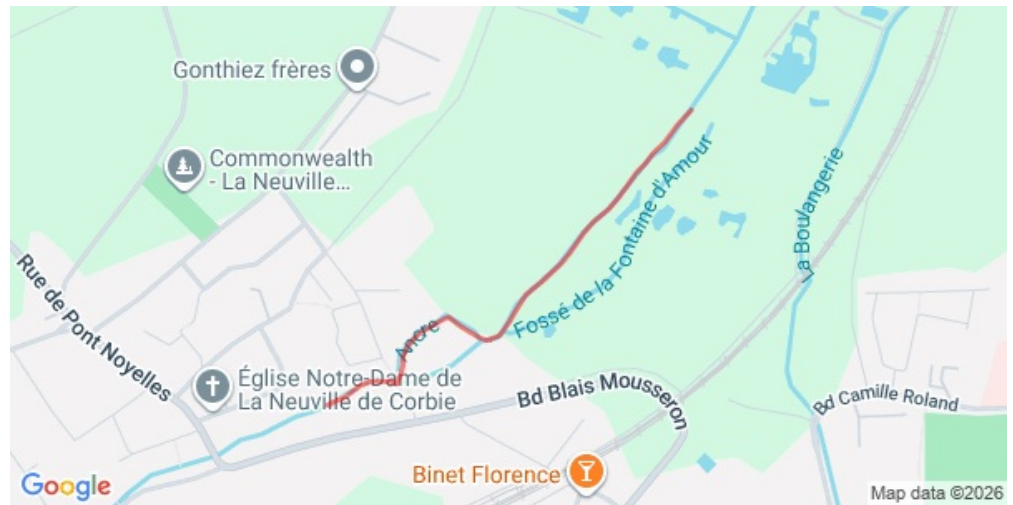 Gonthiez frères
Commonwealth
- La Neuville...
Rue de Pont Noyelles
Ancre
Fossé de la Fontaine d'Amour
La Boulangerie
Église Notre-Dame de
La Neuville de Corbie
Bd Blais Mousseron
Bd Camille Roland
Binet Florence
Google
Map data ©2026